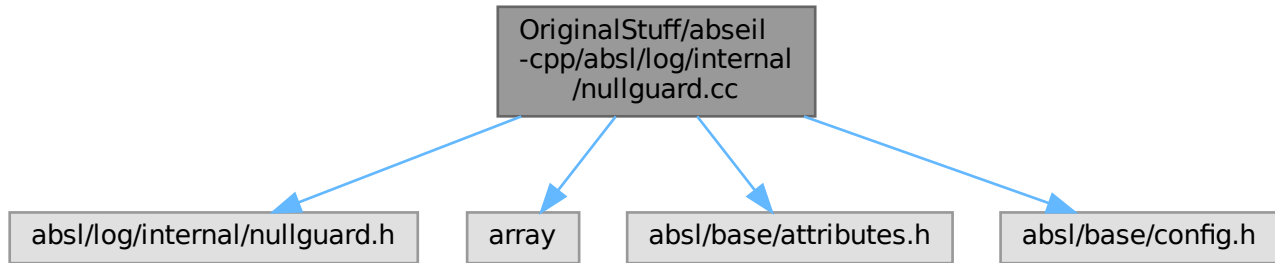 OriginalStuff/abseil
-cpp/absl/log/internal
/nullguard.cc
absl/log/internal/nullguard.h
array
absl/base/attributes.h
absl/base/config.h